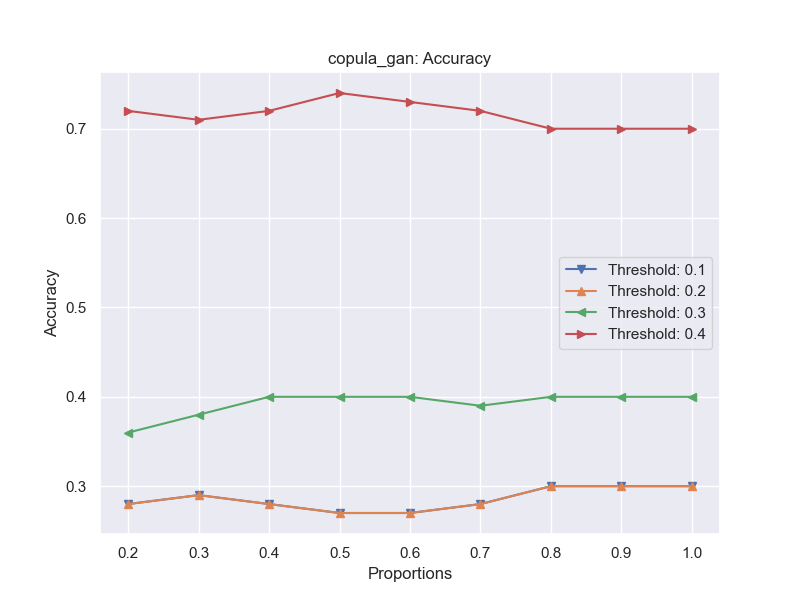 copula_gan: Accuracy
0.7
0.6
0.5
0.4
0.3
Accuracy
Threshold: 0.1
Threshold: 0.2
Threshold: 0.3
Threshold: 0.4
0.2 0.3 0.4 0.5 0.6 0.7 0.8 0.9 1.0
Proportions